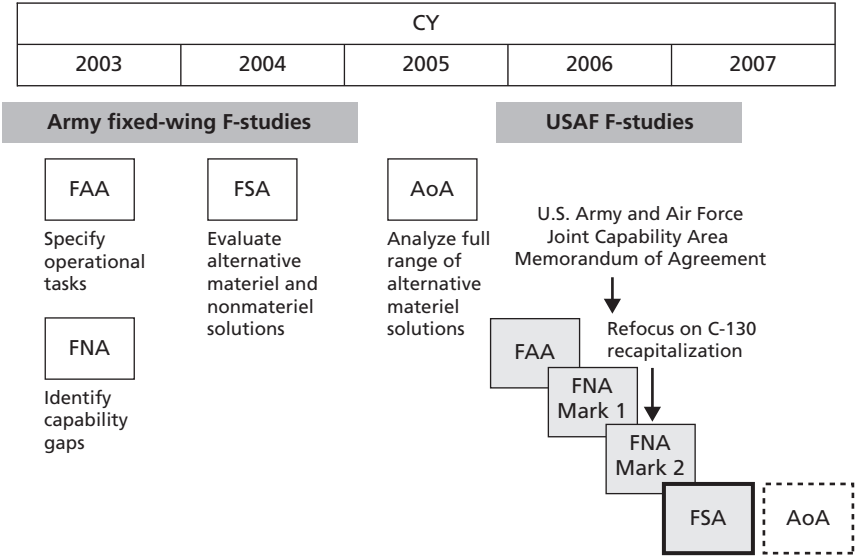 CY
2003 2004 2005 2006 2007
Army fixed-wing F-studies
USAF F-studies
FAA
Specify
operational
tasks
FNA
Identify
capability
gaps
FSA
Evaluate
alternative
materiel and
nonmateriel
solutions
AoA
Analyze full
range of
alternative
materiel
solutions
U.S. Army and Air Force
Joint Capability Area
Memorandum of Agreement
Refocus on C-130
recapitalization
FAA
FNA
Mark 1
FNA
Mark 2
FSA
AoA